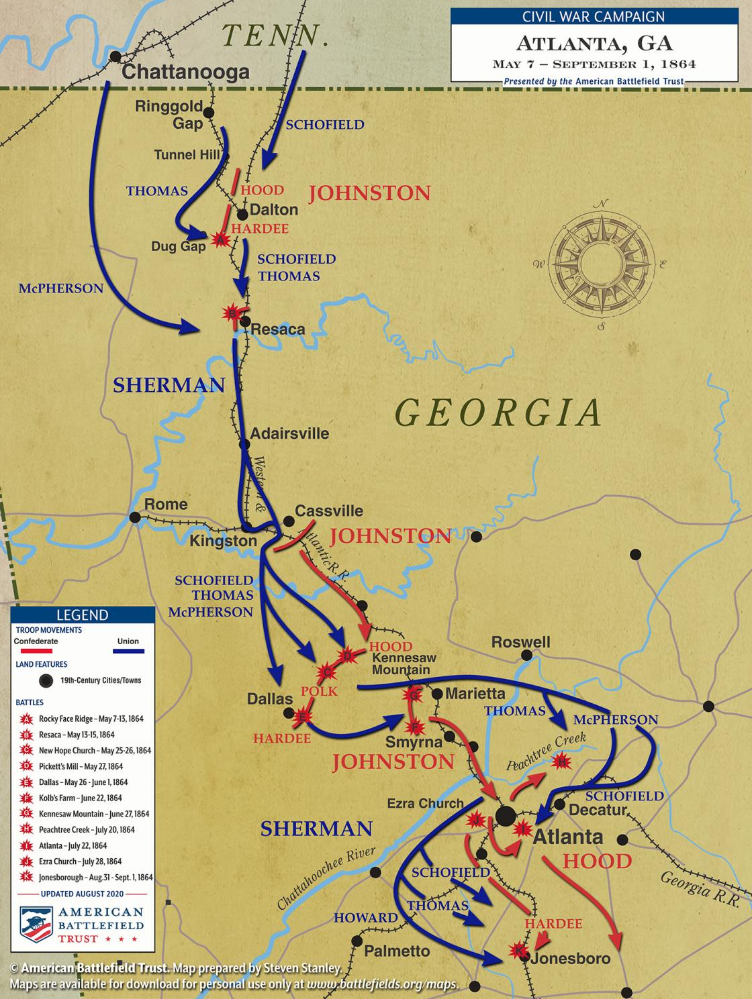 CIVIL WAR CAMPAIGN
ATLANTA, GA
MAY 7 – SEPTEMBER 1, 1864
Presented by the American Battlefield Trust
TENN.
Chattanooga
Ringgold
Gap
SCHOFIELD
Tunnel Hill
THOMAS
HOOD
JOHNSTON
Dalton
HARDEE
A
Dug Gap
SCHOFIELD
THOMAS
McPHERSON
N
W
E
S
B
Resaca
SHERMAN
GEORGIA
Adairsville
Western &
Atlantic R.R.
Rome
Cassville
Kingston
JOHNSTON
SCHOFIELD
THOMAS
McPHERSON
HOOD
D
Kennesaw
Mountain
C
POLK
Roswell
Dallas
E
HARDEE
G
Marietta
THOMAS
McPHERSON
F
Smyrna
JOHNSTON
Peachtree Creek
H
Ezra Church
SCHOFIELD
Decatur
J
I
SHERMAN
Atlanta
HOOD
Chattahoochee River
SCHOFIELD
Georgia R.R.
THOMAS
HOWARD
HARDEE
Palmetto
K
Jonesboro
LEGEND
TROOP MOVEMENTS
Confederate
Union
LAND FEATURES
19th-Century Cities/Towns
BATTLES
A Rocky Face Ridge – May 7-13, 1864
B Resaca – May 13-15, 1864
C New Hope Church – May 25-26, 1864
D Pickett's Mill – May 27, 1864
E Dallas – May 26 - June 1, 1864
F Kolb's Farm – June 22, 1864
G Kennesaw Mountain – June 27, 1864
H Peachtree Creek – July 20, 1864
I Atlanta – July 22, 1864
J Ezra Church – July 28, 1864
K Jonesborough – Aug.31 - Sept. 1, 1864
UPDATED AUGUST 2020
AMERICAN
BATTLEFIELD
TRUST
© American Battlefield Trust. Map prepared by Steven Stanley.
Maps are available for download for personal use only at www.battlefields.org/maps.